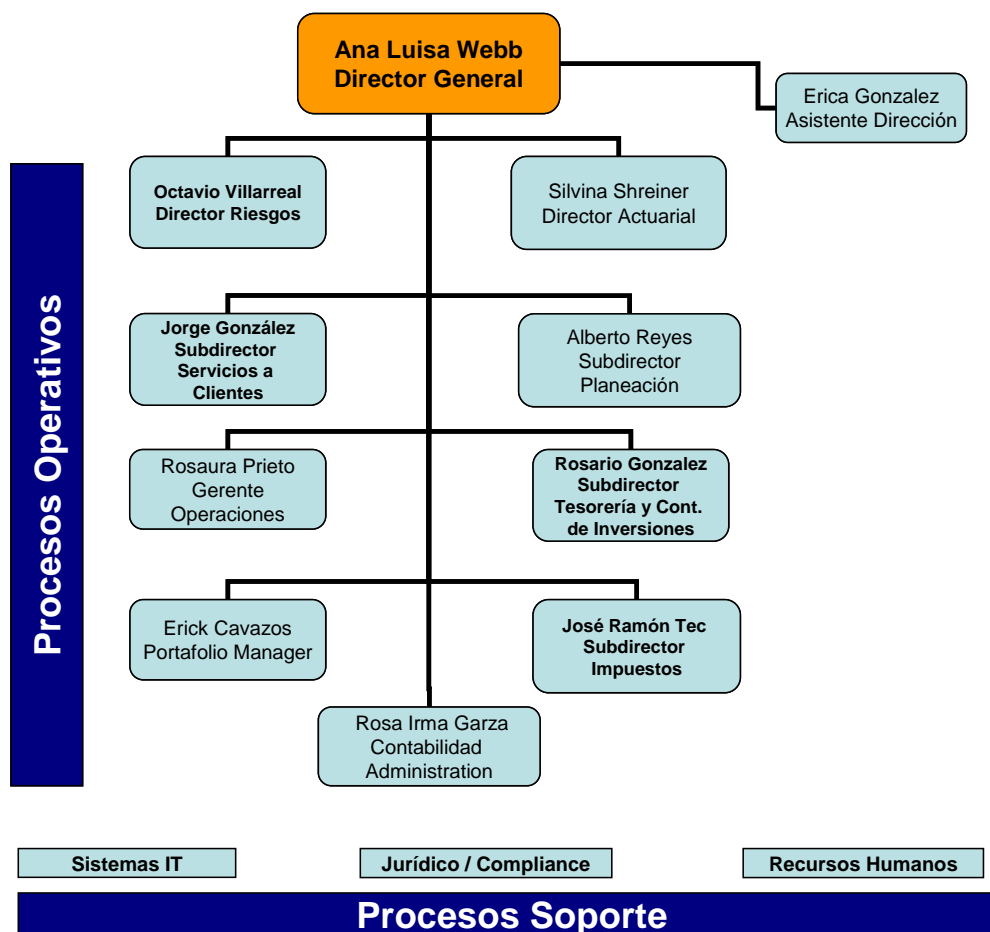 Ana Luisa Webb
Director General
Erica Gonzalez
Asistente Dirección
Octavio Villarreal
Director Riesgos
Silvina Shreiner
Director Actuarial
Procesos Operativos
Jorge González
Subdirector
Servicios a
Clientes
Alberto Reyes
Subdirector
Planeación
Rosaura Prieto
Gerente
Operaciones
Rosario Gonzalez
Subdirector
Tesorería y Cont.
de Inversiones
Erick Cavazos
Portafolio Manager
José Ramón Tec
Subdirector
Impuestos
Rosa Irma Garza
Contabilidad
Administration
Sistemas IT
Jurídico / Compliance
Recursos Humanos
Procesos Soporte